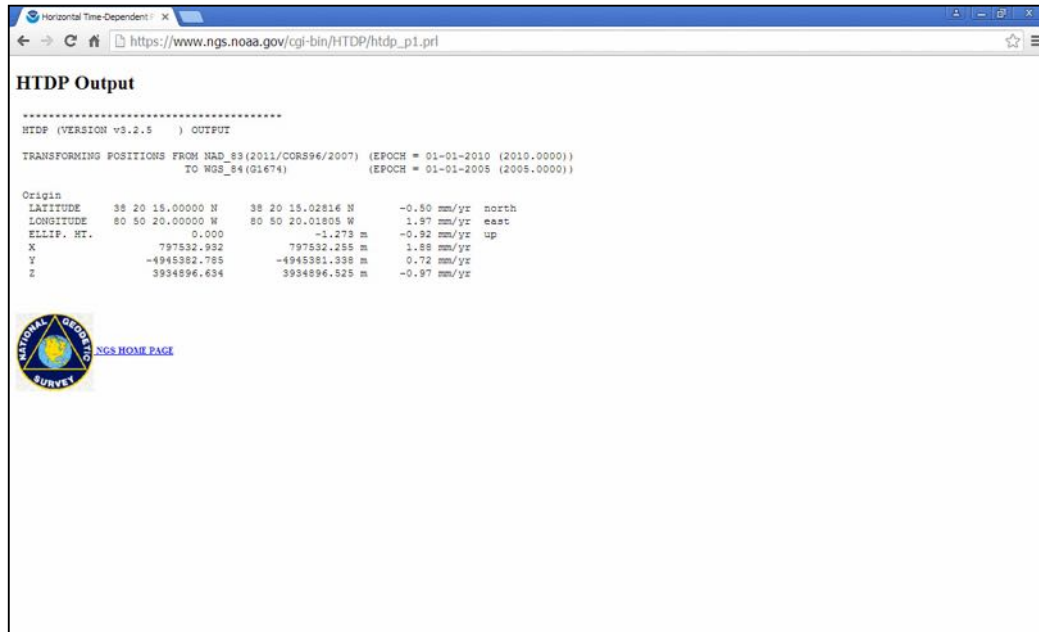 Horizontal Time-Dependent P
https://www.ngs.noaa.gov/cgi-bin/HTDP/htdp_p1.prl
HTDP Output
****************************************
HTDP (VERSION v3.2.5    ) OUTPUT
TRANSFORMING POSITIONS FROM NAD_83(2011/CORS96/2007) (EPOCH = 01-01-2010 (2010.0000))
TO WGS_84(G1674) (EPOCH = 01-01-2005 (2005.0000))
Origin
LATITUDE 38 20 15.00000 N 38 20 15.02816 N -0.50 mm/yr north
LONGITUDE 80 50 20.00000 W 80 50 20.01805 W 1.97 mm/yr east
ELLIP. HT. 0.000 -1.273 m -0.92 mm/yr up
X 797532.932 797532.255 m 1.88 mm/yr
Y -4945382.785 -4945381.338 m 0.72 mm/yr
Z 3934896.634 3934896.525 m -0.97 mm/yr
NATIONAL GEODETIC SURVEY
NGS HOME PAGE